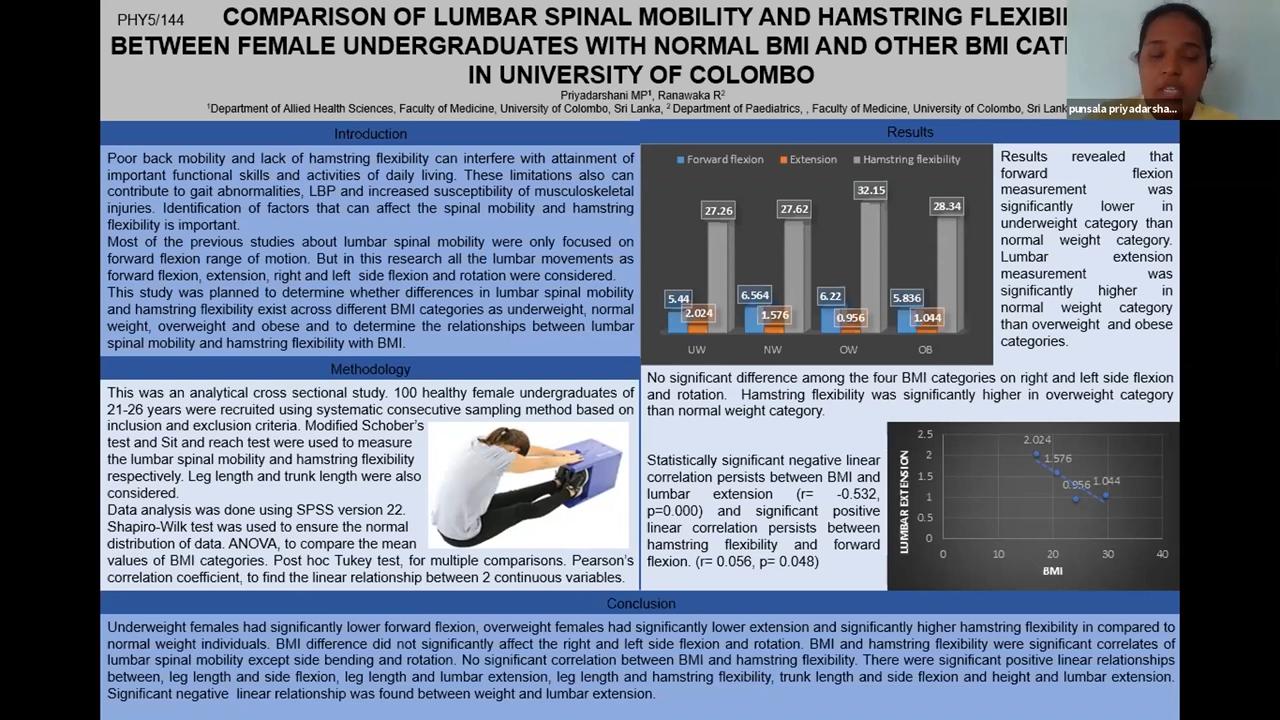 PHY5/144
COMPARISON OF LUMBAR SPINAL MOBILITY AND HAMSTRING
BETWEEN FEMALE UNDERGRADUATES WITH NORMAL BMI AND OTHER BMI
IN UNIVERSITY OF COLOMBO
Priyadarshani MP¹, Ranawaka R²
¹Department of Allied Health Sciences, Faculty of Medicine, University of Colombo, Sri Lanka, ² Department of Paediatrics, , Faculty of Medicine, University of Colombo, Sri Lank
punsala priyadarsha...
Introduction
Poor back mobility and lack of hamstring flexibility can interfere with attainment of
important functional skills and activities of daily living. These limitations also can
contribute to gait abnormalities, LBP and increased susceptibility of musculoskeletal
injuries. Identification of factors that can affect the spinal mobility and hamstring
flexibility is important.
Most of the previous studies about lumbar spinal mobility were only focused on
forward flexion range of motion. But in this research all the lumbar movements as
forward flexion, extension, right and left side flexion and rotation were considered.
This study was planned to determine whether differences in lumbar spinal mobility
and hamstring flexibility exist across different BMI categories as underweight, normal
weight, overweight and obese and to determine the relationships between lumbar
spinal mobility and hamstring flexibility with BMI.
Methodology
This was an analytical cross sectional study. 100 healthy female undergraduates of
21-26 years were recruited using systematic consecutive sampling method based on
inclusion and exclusion criteria. Modified Schober's
test and Sit and reach test were used to measure
the lumbar spinal mobility and hamstring flexibility
respectively. Leg length and trunk length were also
considered.
Data analysis was done using SPSS version 22.
Shapiro-Wilk test was used to ensure the normal
distribution of data. ANOVA, to compare the mean
values of BMI categories. Post hoc Tukey test, for multiple comparisons. Pearson's
correlation coefficient, to find the linear relationship between 2 continuous variables.
Results
Forward flexion Extension Hamstring flexibility
27.26 27.62 32.15 28.34
5.44 6.564 6.22 5.836
2.024 1.576 0.956 1.044
UW NW OW OB
Results revealed that
forward flexion
measurement was
significantly lower in
underweight category than
normal weight category.
Lumbar extension
measurement was
significantly higher in
normal weight category
than overweight and obese
categories.
No significant difference among the four BMI categories on right and left side flexion
and rotation. Hamstring flexibility was significantly higher in overweight category
than normal weight category.
Statistically significant negative linear
correlation persists between BMI and
lumbar extension (r= -0.532,
p=0.000) and significant positive
linear correlation persists between
hamstring flexibility and forward
flexion. (r= 0.056, p= 0.048)
LUMBAR EXTENSION
2.5
2
1.5
1
0.5
0
2.024
1.576
0.956 1.044
0 10 20 30 40
BMI
Conclusion
Underweight females had significantly lower forward flexion, overweight females had significantly lower extension and significantly higher hamstring flexibility in compared to
normal weight individuals. BMI difference did not significantly affect the right and left side flexion and rotation. BMI and hamstring flexibility were significant correlates of
lumbar spinal mobility except side bending and rotation. No significant correlation between BMI and hamstring flexibility. There were significant positive linear relationships
between, leg length and side flexion, leg length and lumbar extension, leg length and hamstring flexibility, trunk length and side flexion and height and lumbar extension.
Significant negative linear relationship was found between weight and lumbar extension.